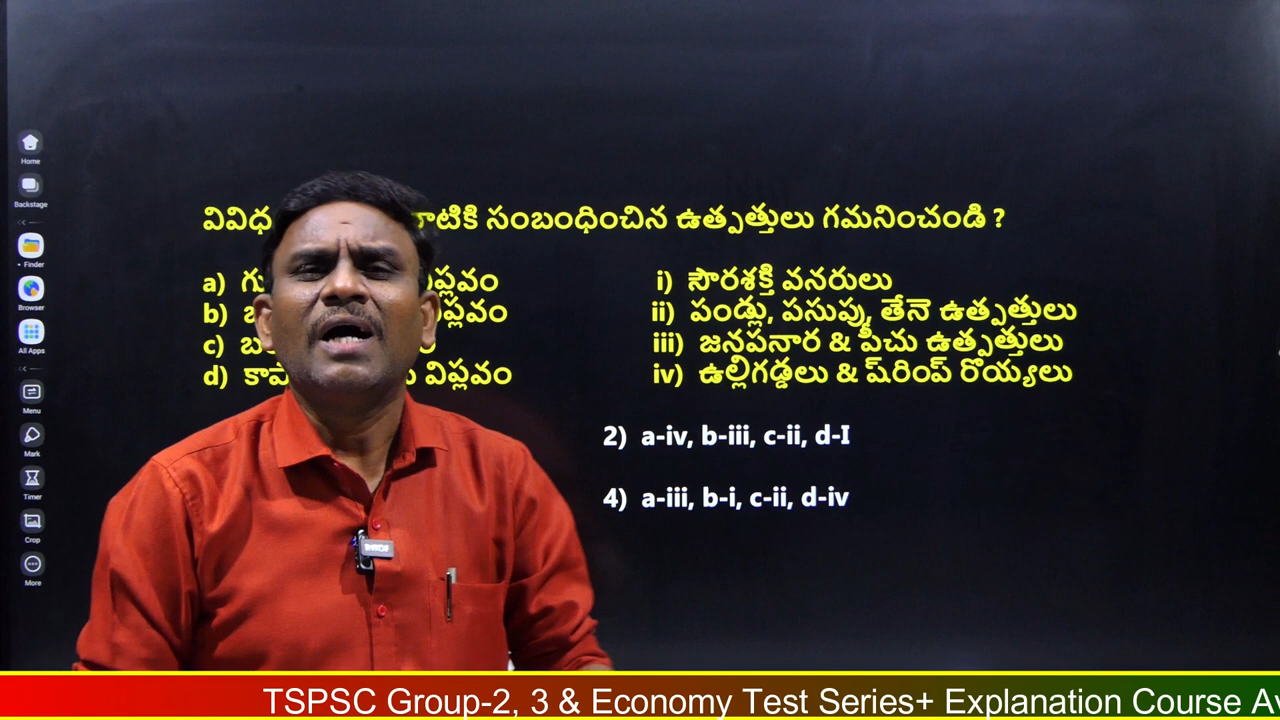 Home
Backstage
Finder
Browser
All Apps
Menu
Mark
Timer
Crop
More
వివిధ సంబంధించిన ఉత్పత్తులు గమనించండి ?
a) విప్లవం i) సౌరశక్తి వనరులు
b) విప్లవం ii) పండ్లు, పసుపు, తేనె ఉత్పత్తులు
c) iii) జనపనార & పీచు ఉత్పత్తులు
d) విప్లవం iv) ఉల్లిగడ్డలు & ష్రింప్ రొయ్యలు
2) a-iv, b-iii, c-ii, d-I
4) a-iii, b-i, c-ii, d-iv
TSPSC Group-2, 3 & Economy Test Series+ Explanation Course